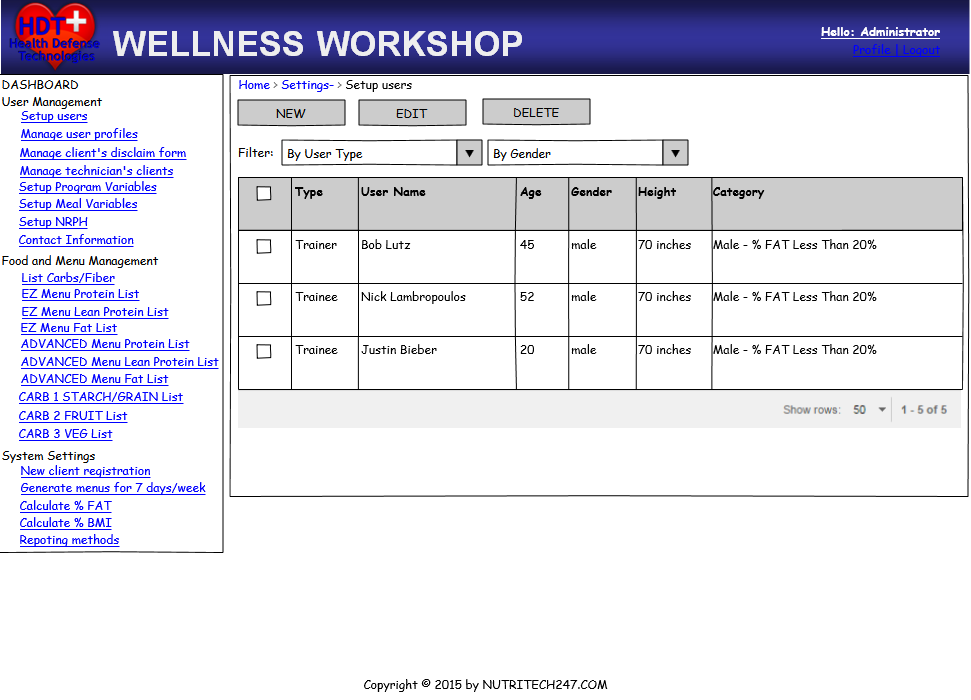 HDT+
Health Defense
Technologies
WELLNESS WORKSHOP
Hello: Administrator
Profile | Logout
DASHBOARD
User Management
Setup users
Manage user profiles
Manage client's disclaim form
Manage technician's clients
Setup Program Variables
Setup Meal Variables
Setup NRPH
Contact Information
Food and Menu Management
List Carbs/Fiber
EZ Menu Protein List
EZ Menu Lean Protein List
EZ Menu Fat List
ADVANCED Menu Protein List
ADVANCED Menu Lean Protein List
ADVANCED Menu Fat List
CARB 1 STARCH/GRAIN List
CARB 2 FRUIT List
CARB 3 VEG List
System Settings
New client registration
Generate menus for 7 days/week
Calculate % FAT
Calculate % BMI
Repoting methods
Home > Settings- > Setup users
NEW EDIT DELETE
Filter: By User Type By Gender
Type User Name Age Gender Height Category
Trainer Bob Lutz 45 male 70 inches Male - % FAT Less Than 20%
Trainee Nick Lambropoulos 52 male 70 inches Male - % FAT Less Than 20%
Trainee Justin Bieber 20 male 70 inches Male - % FAT Less Than 20%
Show rows: 50 1 - 5 of 5
Copyright © 2015 by NUTRITECH247.COM